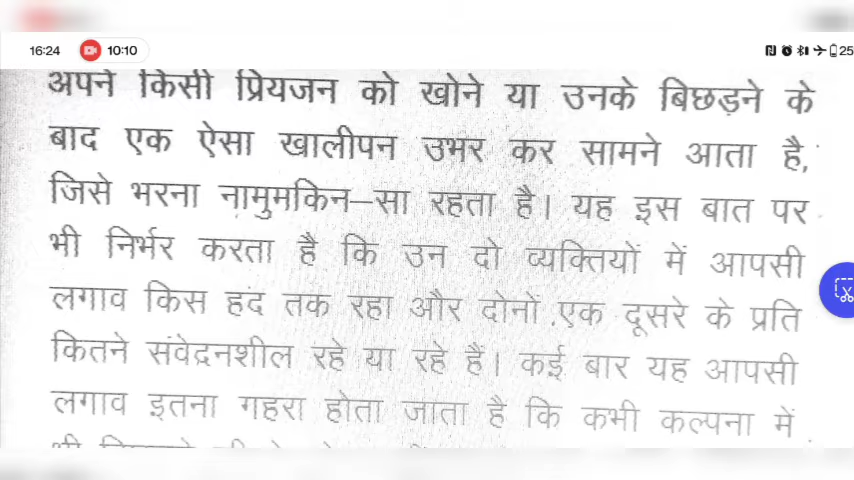 16:24 10:10 25
अपने किसी प्रियजन को खोने या उनके बिछड़ने के
बाद एक ऐसा खालीपन उभर कर सामने आता है,
जिसे भरना नामुमकिन–सा रहता है। यह इस बात पर
भी निर्भर करता है कि उन दो व्यक्तियों में आपसी
लगाव किस हद तक रहा और दोनों एक दूसरे के प्रति
कितने संवेदनशील रहे या रहे हैं। कई बार यह आपसी
लगाव इतना गहरा होता जाता है कि कभी कल्पना में